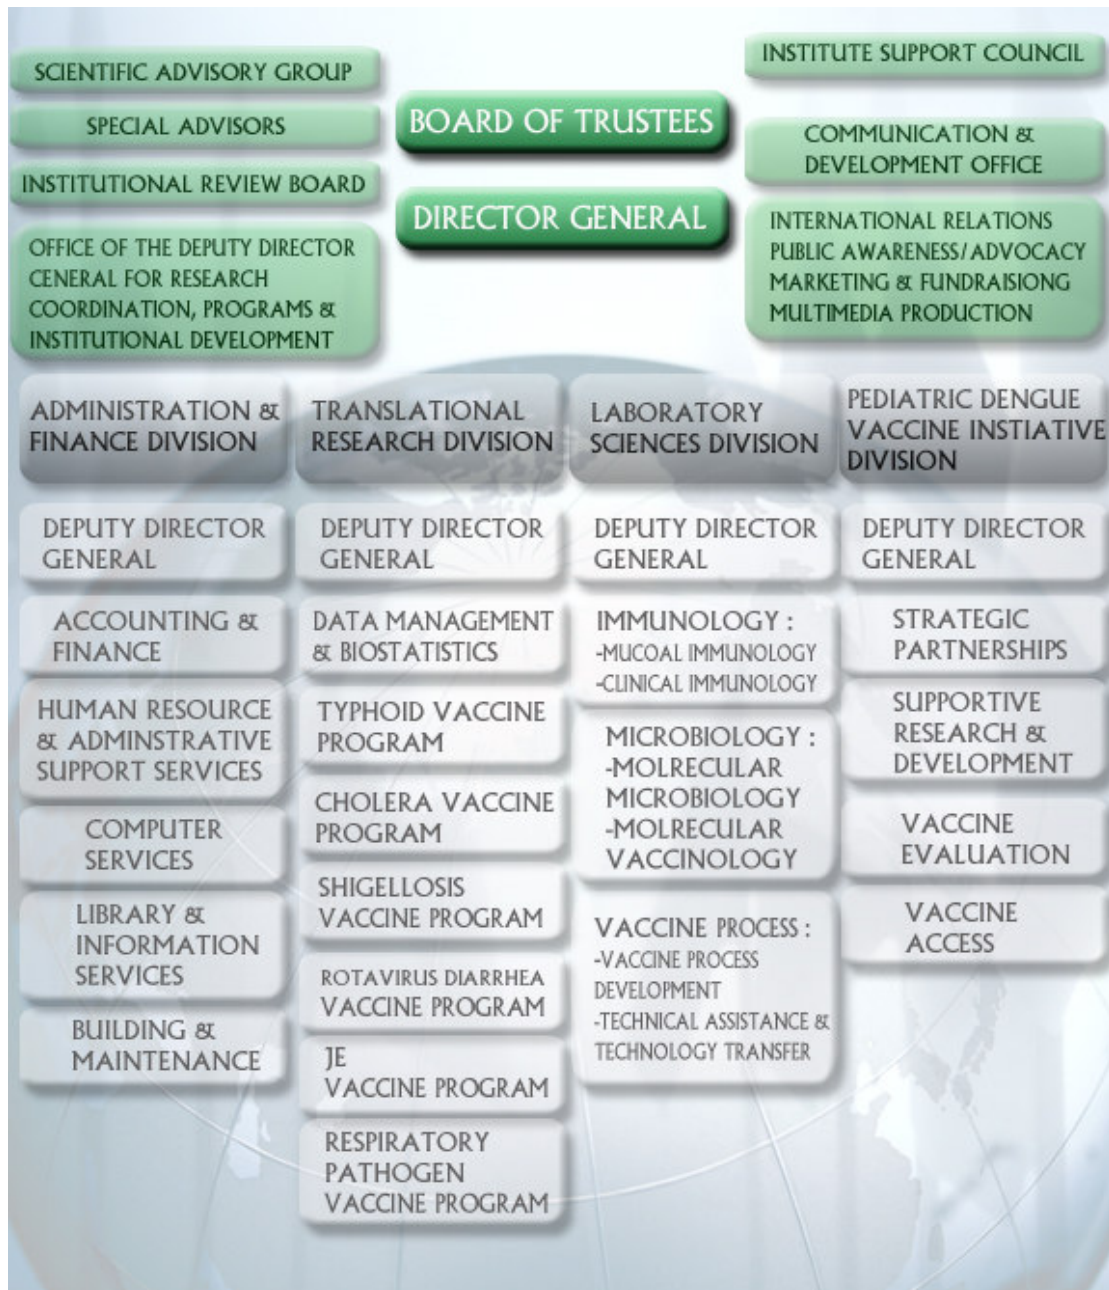 SCIENTIFIC ADVISORY GROUP
SPECIAL ADVISORS
INSTITUTIONAL REVIEW BOARD
OFFICE OF THE DEPUTY DIRECTOR
CENERAL FOR RESEARCH
COORDINATION, PROGRAMS &
INSTITUTIONAL DEVELOPMENT
BOARD OF TRUSTEES
DIRECTOR GENERAL
INSTITUTE SUPPORT COUNCIL
COMMUNICATION &
DEVELOPMENT OFFICE
INTERNATIONAL RELATIONS
PUBLIC AWARENESS/ADVOCACY
MARKETING & FUNDRAISIONG
MULTIMEDIA PRODUCTION
ADMINISTRATION &
FINANCE DIVISION
DEPUTY DIRECTOR
GENERAL
ACCOUNTING &
FINANCE
HUMAN RESOURCE
& ADMINSTRATIVE
SUPPORT SERVICES
COMPUTER
SERVICES
LIBRARY &
INFORMATION
SERVICES
BUILDING &
MAINTENANCE
TRANSLATIONAL
RESEARCH DIVISION
DEPUTY DIRECTOR
GENERAL
DATA MANAGEMENT
& BIOSTATISTICS
TYPHOID VACCINE
PROGRAM
CHOLERA VACCINE
PROGRAM
SHIGELLOSIS
VACCINE PROGRAM
ROTAVIRUS DIARRHEA
VACCINE PROGRAM
JE
VACCINE PROGRAM
RESPIRATORY
PATHOGEN
VACCINE PROGRAM
LABORATORY
SCIENCES DIVISION
DEPUTY DIRECTOR
GENERAL
IMMUNOLOGY :
-MUCOAL IMMUNOLOGY
-CLINICAL IMMUNOLOGY
MICROBIOLOGY :
-MOLRECULAR
MICROBIOLOGY
-MOLRECULAR
VACCINOLOGY
VACCINE PROCESS :
-VACCINE PROCESS
DEVELOPMENT
-TECHNICAL ASSISTANCE &
TECHNOLOGY TRANSFER
PEDIATRIC DENGUE
VACCINE INSTIATIVE
DIVISION
DEPUTY DIRECTOR
GENERAL
STRATEGIC
PARTNERSHIPS
SUPPORTIVE
RESEARCH &
DEVELOPMENT
VACCINE
EVALUATION
VACCINE
ACCESS